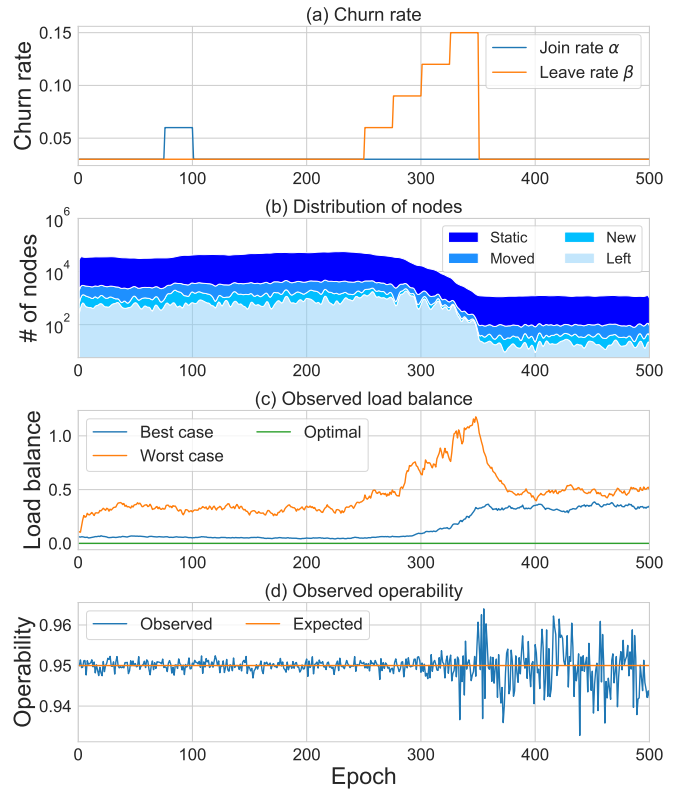 (a) Churn rate
Churn rate
0.15
0.10
0.05
Join rate α
Leave rate β
0 100 200 300 400 500
(b) Distribution of nodes
# of nodes
10^6
10^4
10^2
Static New
Moved Left
0 100 200 300 400 500
(c) Observed load balance
Load balance
1.0
0.5
0.0
Best case Optimal
Worst case
0 100 200 300 400 500
(d) Observed operability
Operability
0.96
0.95
0.94
Observed Expected
0 100 200 300 400 500
Epoch